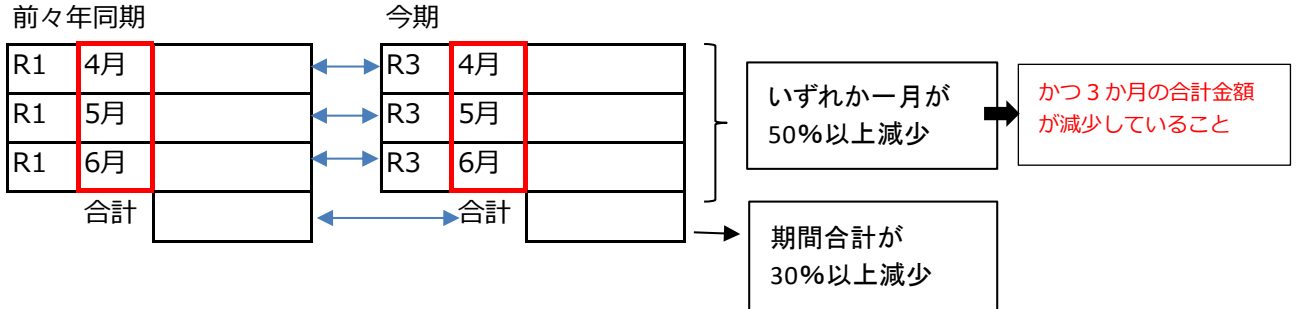 前々年同期
R1 4月
R1 5月
R1 6月
合計
今期
R3 4月
R3 5月
R3 6月
合計
いずれか一月が
50%以上減少
かつ3か月の合計金額
が減少していること
期間合計が
30%以上減少